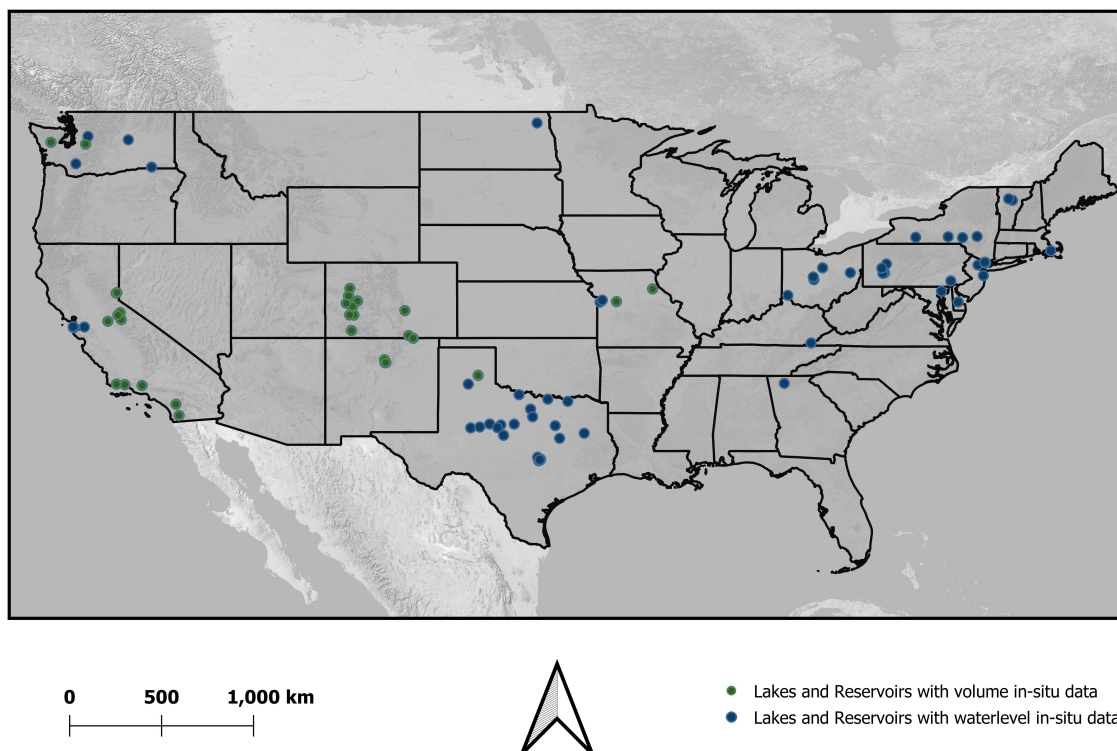 0 500 1,000 km
Lakes and Reservoirs with volume in-situ data
Lakes and Reservoirs with waterlevel in-situ data